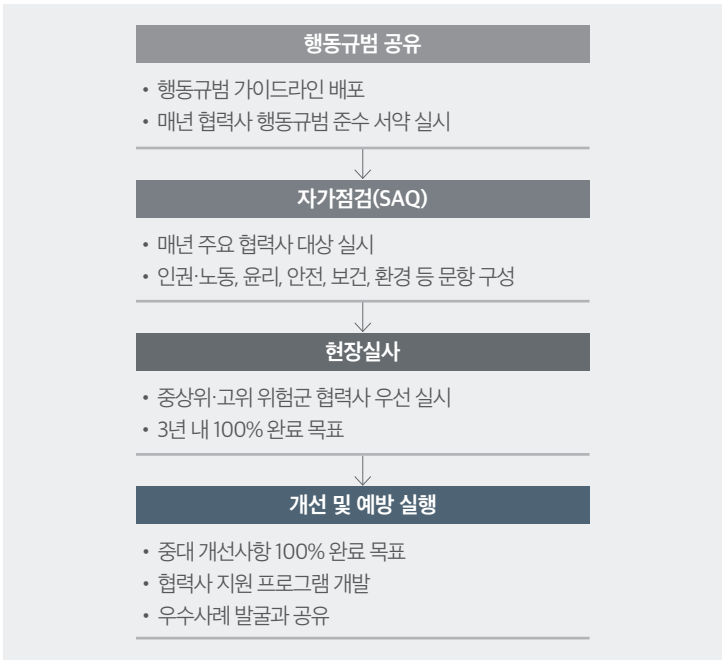 행동규범 공유
• 행동규범 가이드라인 배포
• 매년 협력사 행동규범 준수 서약 실시
자가점검(SAQ)
• 매년 주요 협력사 대상 실시
• 인권·노동, 윤리, 안전, 보건, 환경 등 문항 구성
현장실사
• 중상위·고위 위험군 협력사 우선 실시
• 3년 내 100% 완료 목표
개선 및 예방 실행
• 중대 개선사항 100% 완료 목표
• 협력사 지원 프로그램 개발
• 우수사례 발굴과 공유